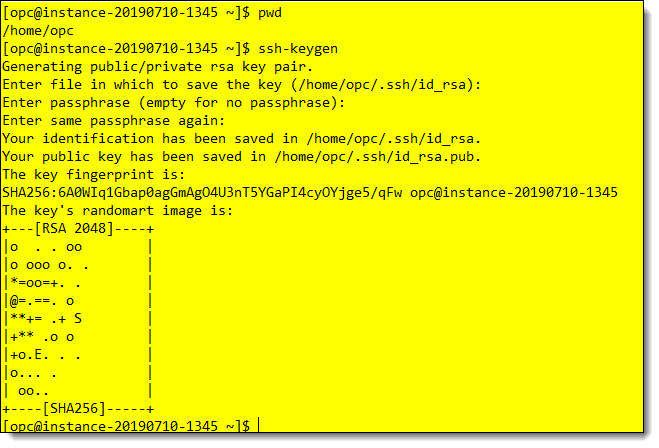 [opc@instance-20190710-1345 ~]$ pwd
/home/opc
[opc@instance-20190710-1345 ~]$ ssh-keygen
Generating public/private rsa key pair.
Enter file in which to save the key (/home/opc/.ssh/id_rsa):
Enter passphrase (empty for no passphrase):
Enter same passphrase again:
Your identification has been saved in /home/opc/.ssh/id_rsa.
Your public key has been saved in /home/opc/.ssh/id_rsa.pub.
The key fingerprint is:
SHA256:6A0WIq1Gbap0agGmAgO4U3nT5YGaPI4cyOYjge5/qFw opc@instance-20190710-1345
The key's randomart image is:
+---[RSA 2048]----+
|o  . . oo        |
|o ooo o. .       |
|*=oo=+. .        |
|@=.==. o         |
|**+= .+ S        |
|+** .o o         |
|+o.E. . .        |
|o... .           |
| oo..            |
+----[SHA256]-----+
[opc@instance-20190710-1345 ~]$